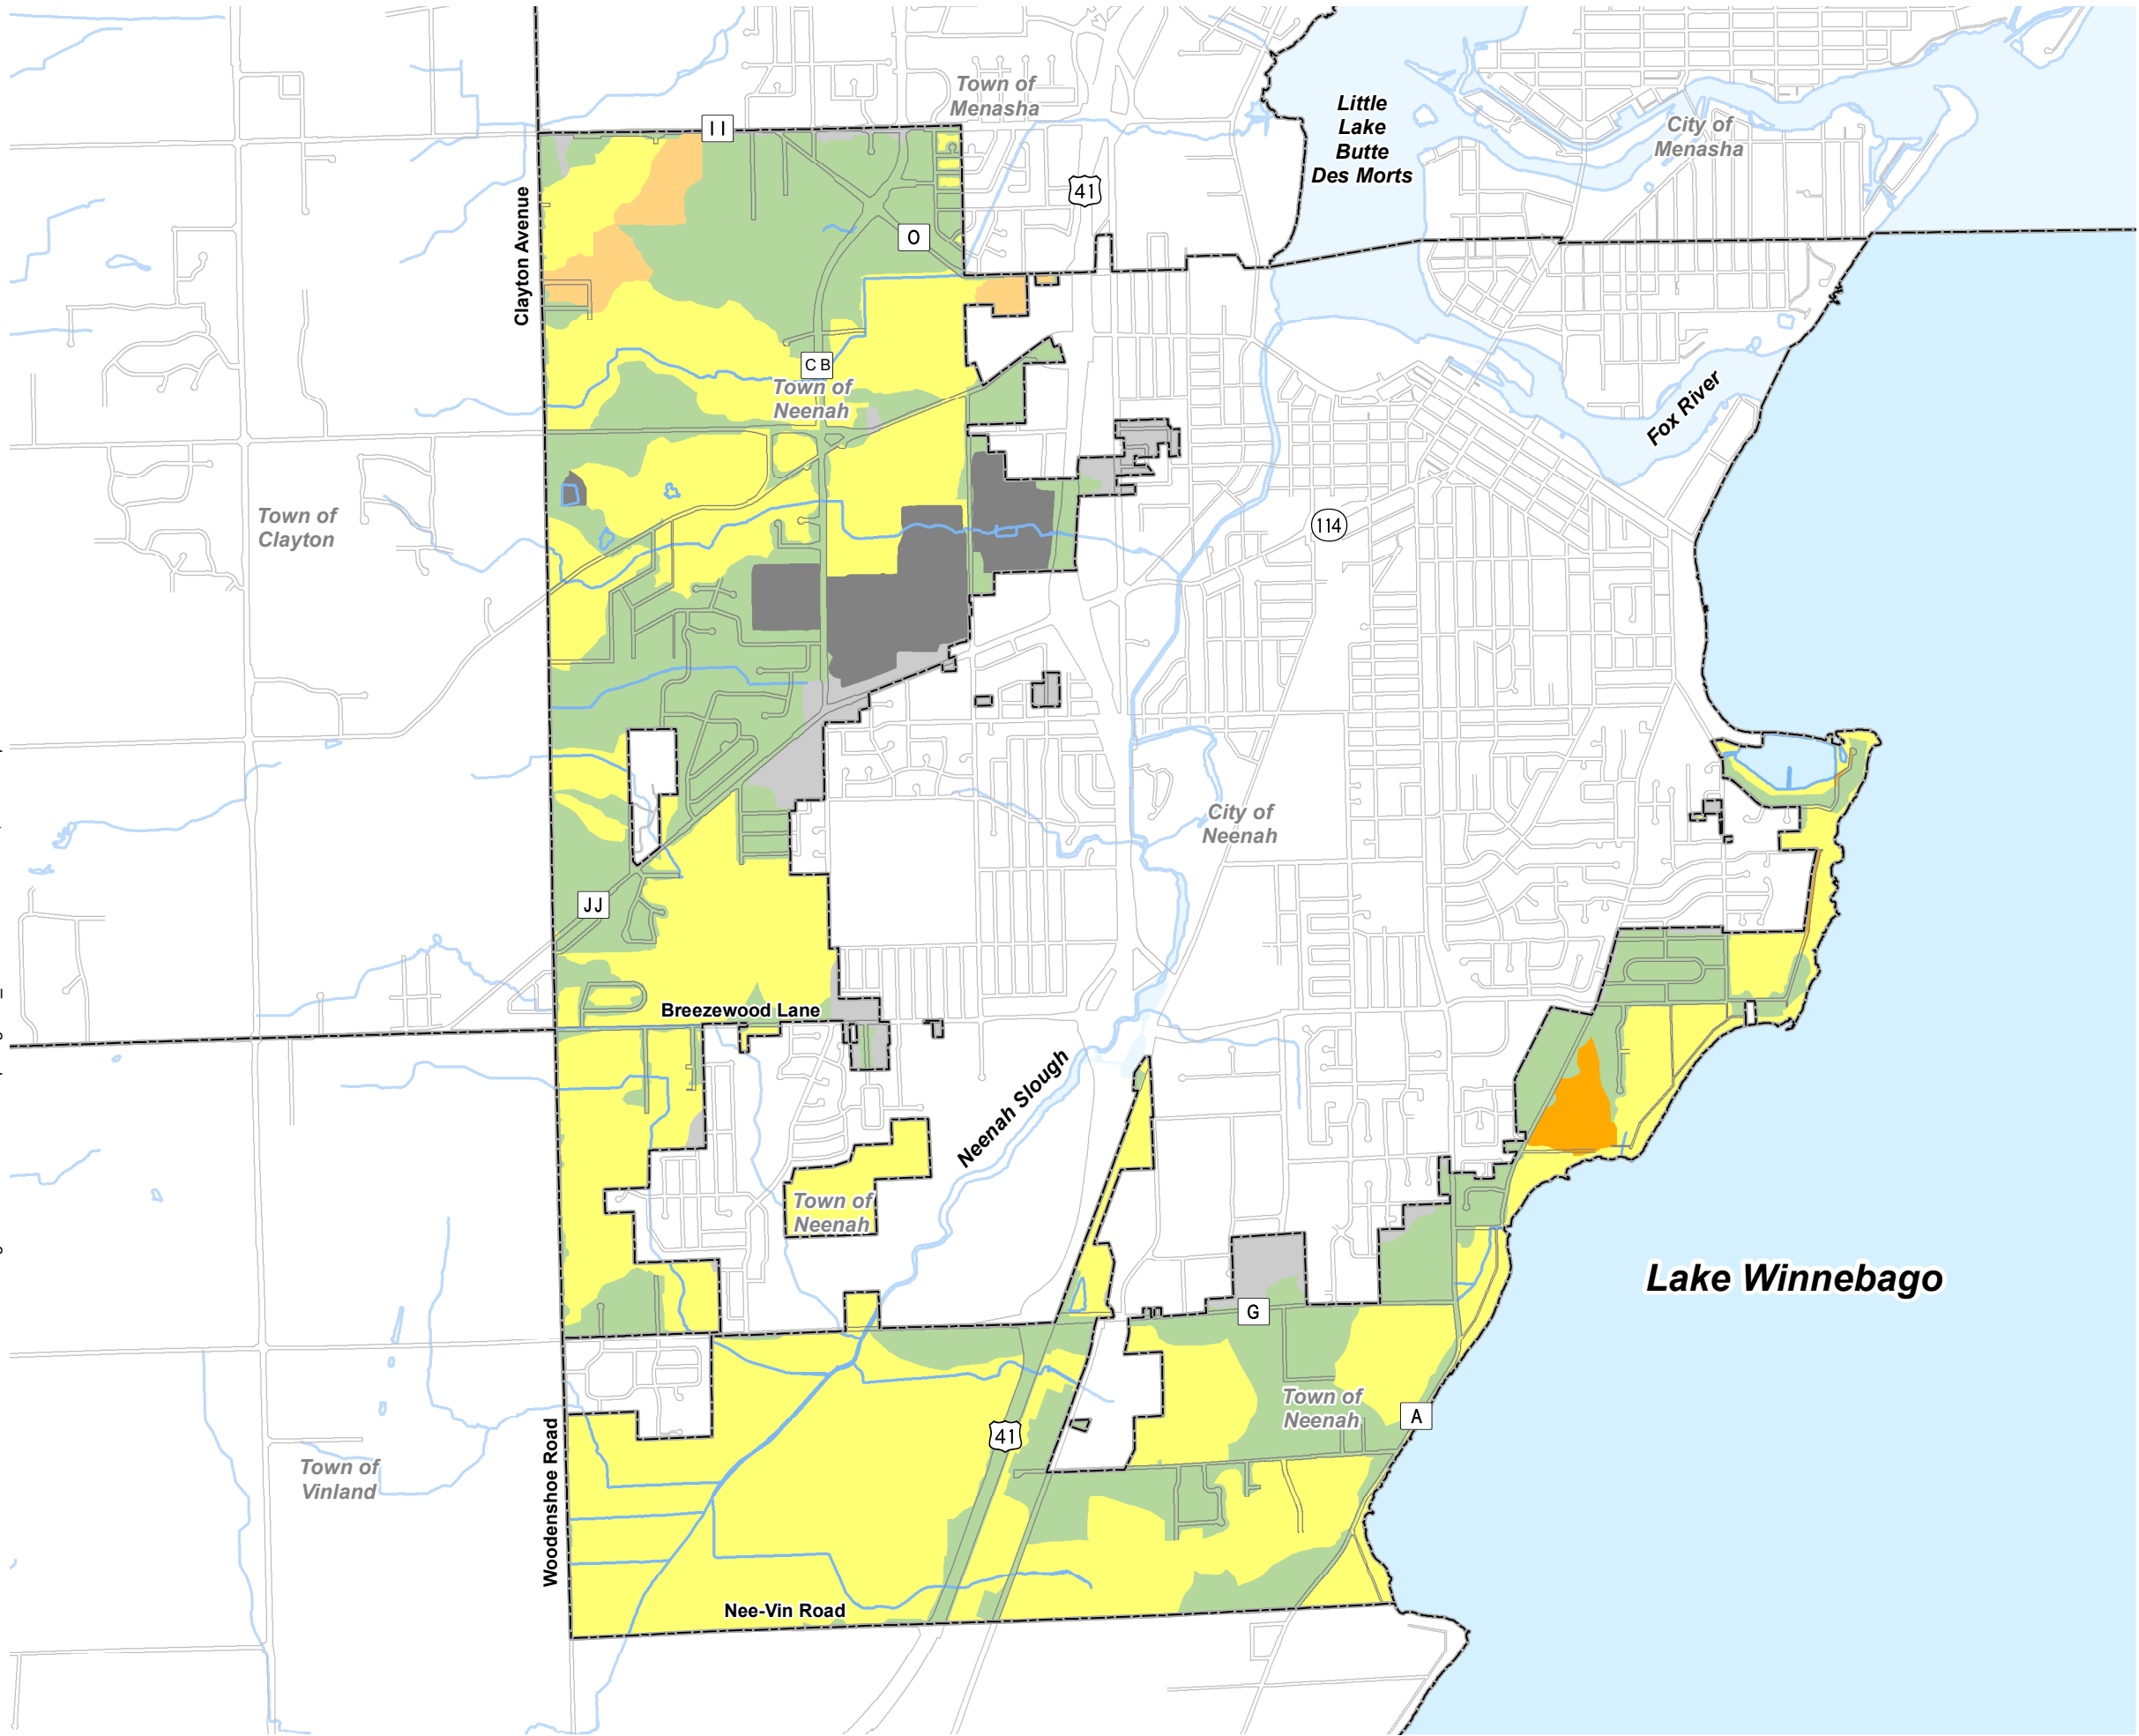 Town of
Menasha
Little
Lake
Butte
Des Morts
City of
Menasha
II
41
Clayton Avenue
O
CB
Town of
Neenah
Fox River
Town of
Clayton
114
City of
Neenah
JJ
Breezewood Lane
Neenah Slough
Town of
Neenah
Lake Winnebago
G
Town of
Neenah
A
41
Town of
Vinland
Woodenshoe Road
Nee-Vin Road